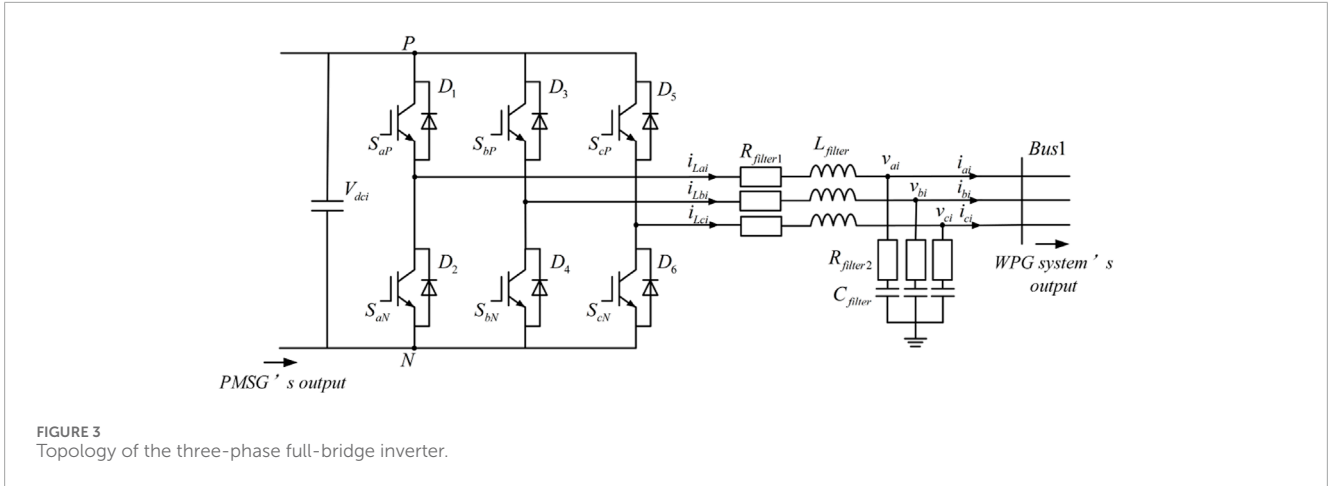 P
D1 D3 D5
SaP SbP ScP
Vdci
iLai Rfilter1 Lfilter vai iai Bus1
iLbi vbi ibi
iLci vci ici
D2 D4 D6
SaN SbN ScN
Rfilter2
Cfilter
WPG system's
output
N
PMSG's output
FIGURE 3
Topology of the three-phase full-bridge inverter.